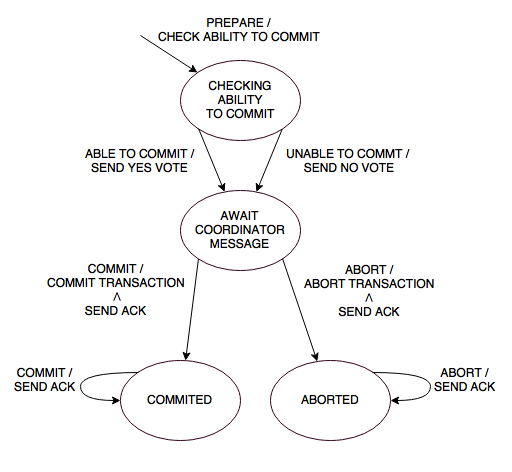 PREPARE /
CHECK ABILITY TO COMMIT
CHECKING
ABILITY
TO COMMIT
ABLE TO COMMIT /
SEND YES VOTE
UNABLE TO COMMT /
SEND NO VOTE
AWAIT
COORDINATOR
MESSAGE
COMMIT /
COMMIT TRANSACTION
∧
SEND ACK
ABORT /
ABORT TRANSACTION
∧
SEND ACK
COMMIT /
SEND ACK
COMMITED
ABORTED
ABORT /
SEND ACK